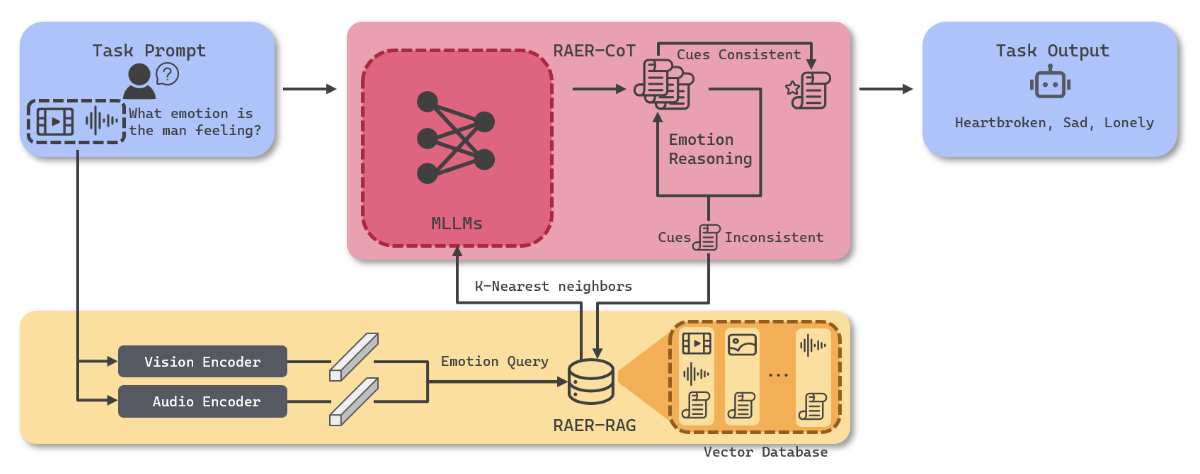 Task Prompt
?
What emotion is
the man feeling?
RAER-CoT
Cues Consistent
MLLMs
Emotion
Reasoning
Cues
Inconsistent
Task Output
Heartbroken, Sad, Lonely
K-Nearest neighbors
Vision Encoder
Audio Encoder
Emotion Query
RAER-RAG
...
Vector Database